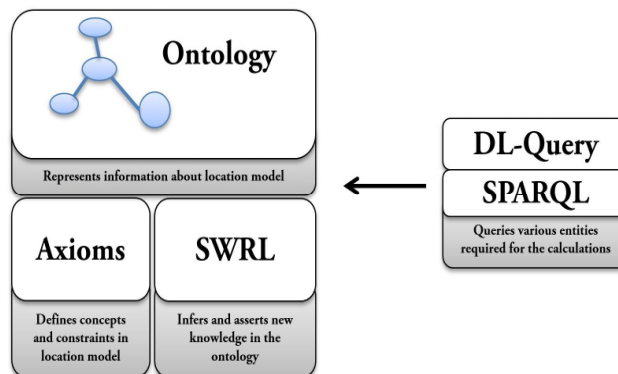 Ontology
Represents information about location model
Axioms
Defines concepts
and constraints in
location model
SWRL
Infers and asserts new
knowledge in the
ontology
DL-Query
SPARQL
Queries various entities
required for the calculations